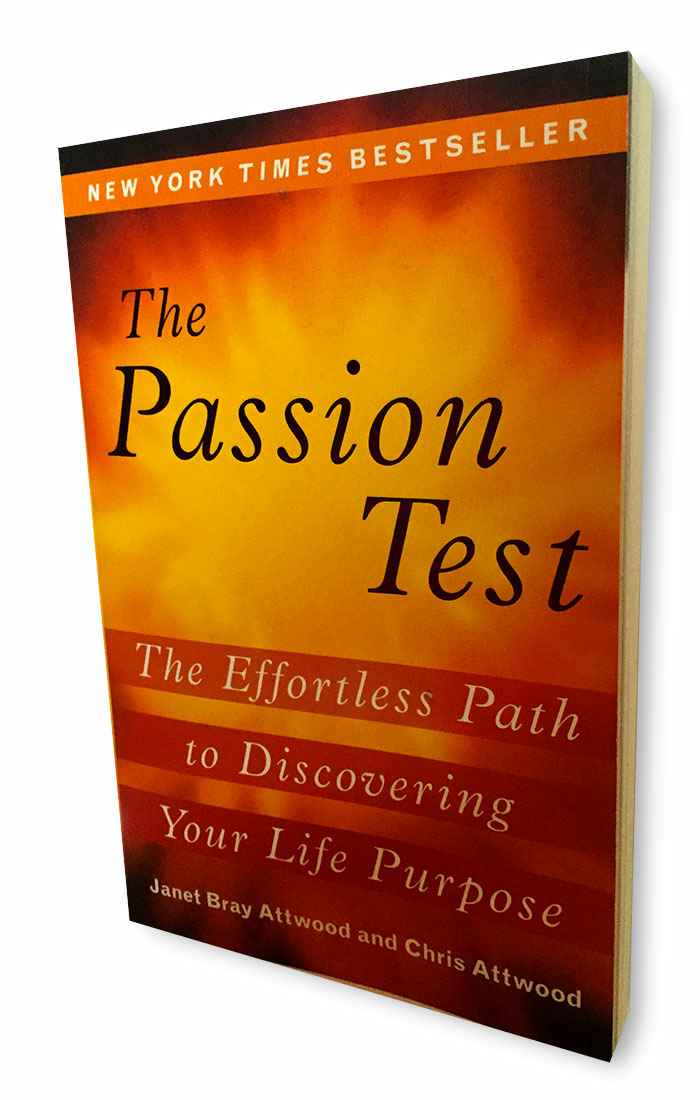 NEW YORK TIMES BESTSELLER
The
Passion
Test
The Effortless Path
to Discovering
Your Life Purpose
Janet Bray Attwood and Chris Attwood